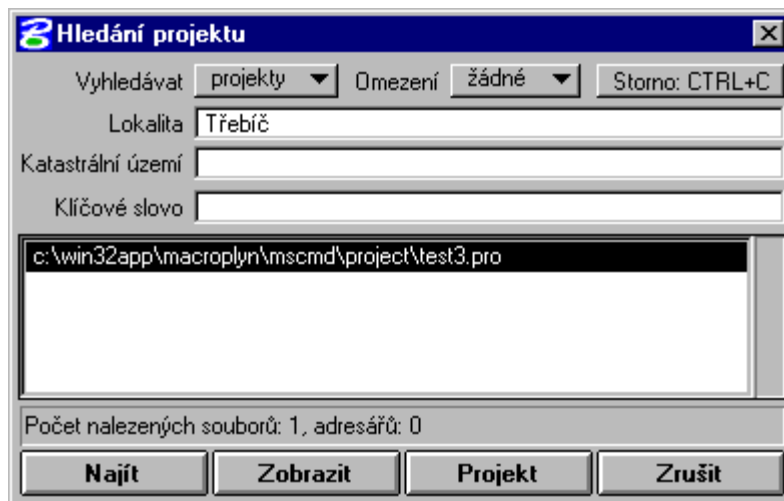 Hledání projektu
Vyhledávat projekty Omezení žádné Storno: CTRL+C
Lokalita Třebíč
Katastrální území
Klíčové slovo
c:\win32app\macroplyn\mscmd\project\test3.pro
Počet nalezených souborů: 1, adresářů: 0
Najít Zobrazit Projekt Zrušit